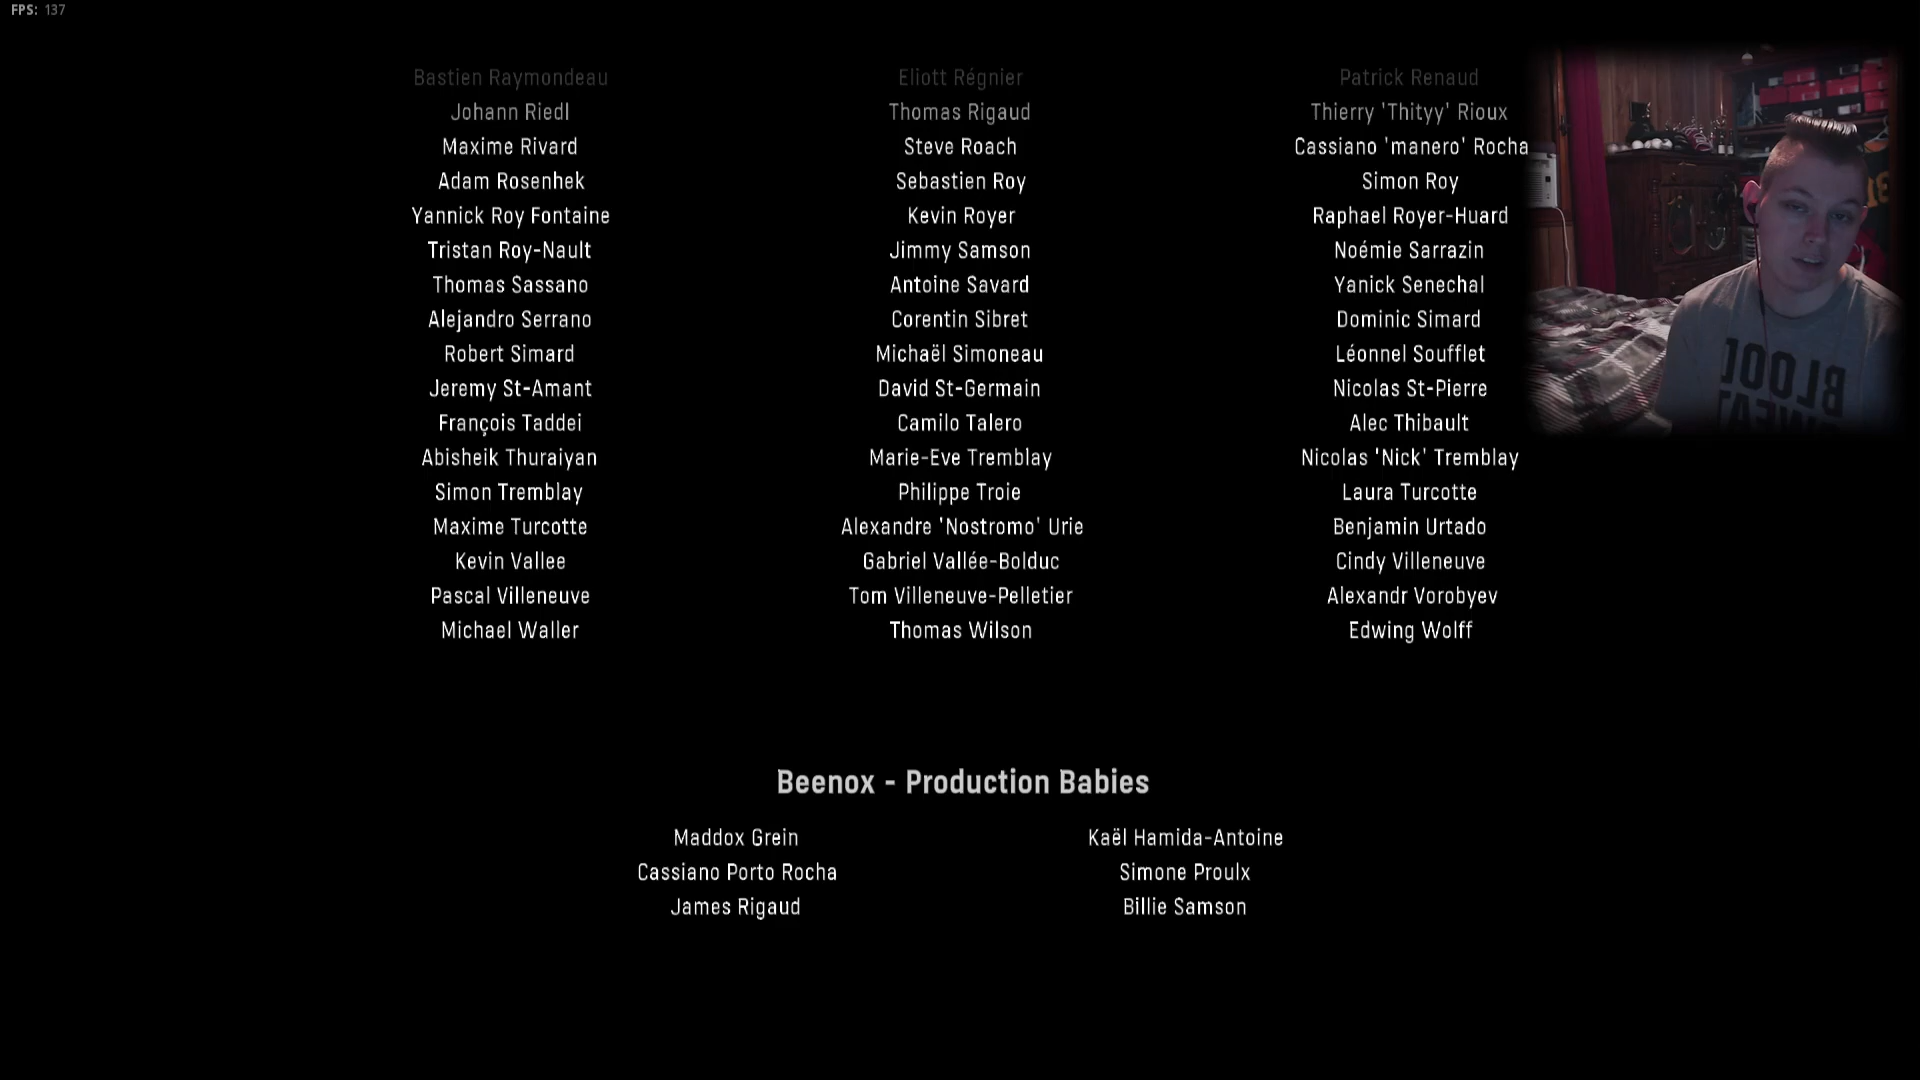 FPS: 137
Bastien Raymondeau Eliott Régnier Patrick Renaud
Johann Riedl Thomas Rigaud Thierry 'Thityy' Rioux
Maxime Rivard Steve Roach Cassiano 'manero' Rocha
Adam Rosenhek Sebastien Roy Simon Roy
Yannick Roy Fontaine Kevin Royer Raphael Royer-Huard
Tristan Roy-Nault Jimmy Samson Noémie Sarrazin
Thomas Sassano Antoine Savard Yanick Senechal
Alejandro Serrano Corentin Sibret Dominic Simard
Robert Simard Michaël Simoneau Léonnel Soufflet
Jeremy St-Amant David St-Germain Nicolas St-Pierre
François Taddei Camilo Talero Alec Thibault
Abisheik Thuraiyan Marie-Eve Tremblay Nicolas 'Nick' Tremblay
Simon Tremblay Philippe Troie Laura Turcotte
Maxime Turcotte Alexandre 'Nostromo' Urie Benjamin Urtado
Kevin Vallee Gabriel Vallée-Bolduc Cindy Villeneuve
Pascal Villeneuve Tom Villeneuve-Pelletier Alexandr Vorobyev
Michael Waller Thomas Wilson Edwing Wolff
Beenox - Production Babies
Maddox Grein Kaël Hamida-Antoine
Cassiano Porto Rocha Simone Proulx
James Rigaud Billie Samson
BLOOD